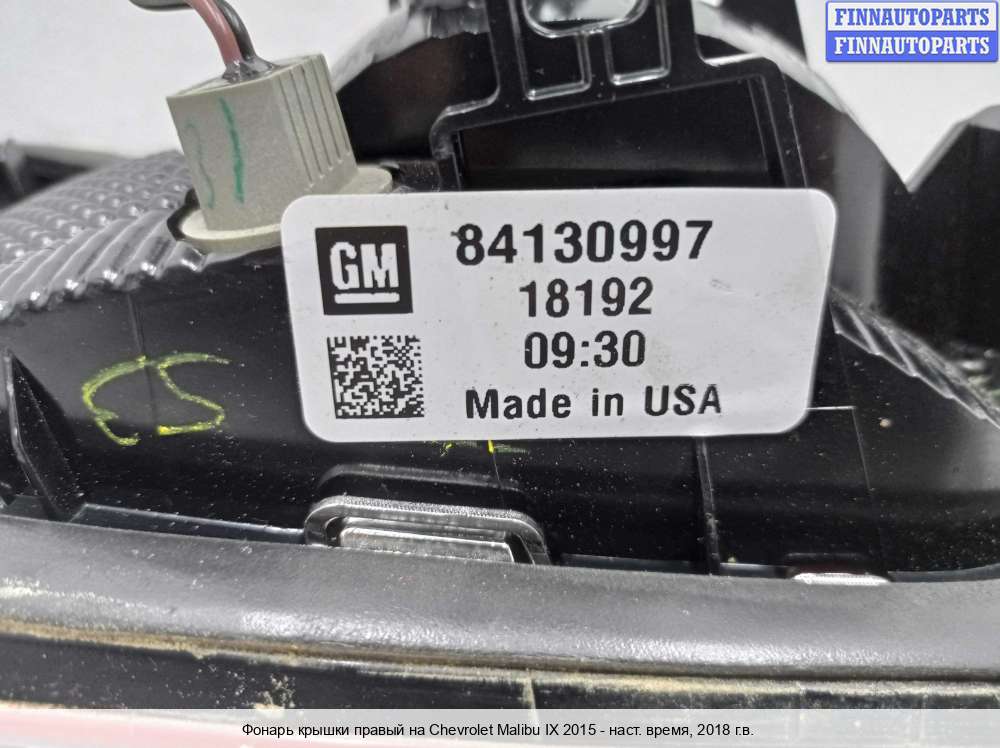 FINNAUTOPARTS
FINNAUTOPARTS
GM
84130997
18192
09:30
Made in USA
Фонарь крышки правый на Chevrolet Malibu IX 2015 - наст. время, 2018 г.в.